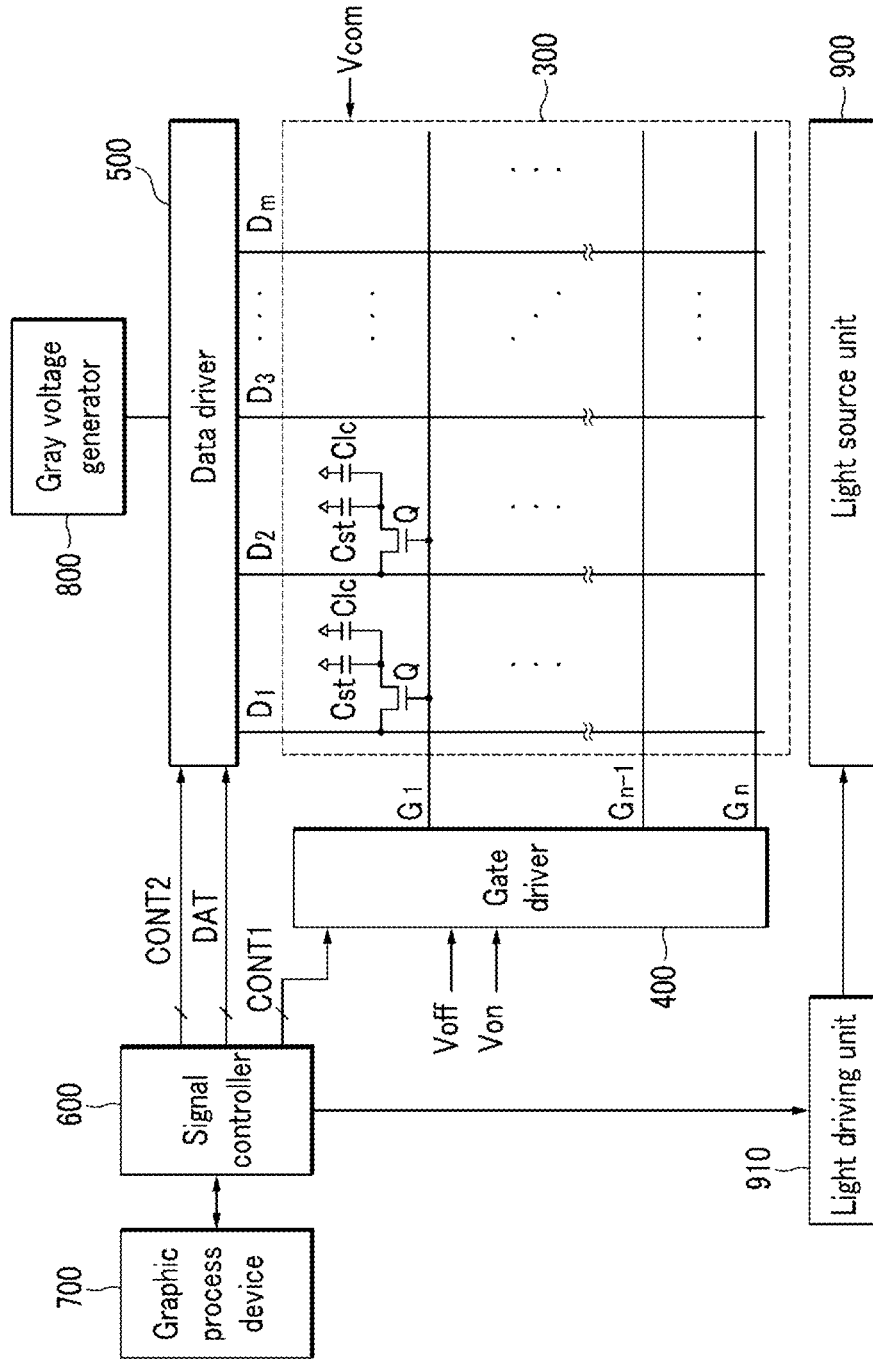 800
Gray voltage
generator
500
Data driver
700
Graphic
process
device
600
Signal
controller
CONT2
DAT
CONT1
D1
D2
D3
. . .
Dm
Vcom
300
Cst
Clc
Q
Cst
Clc
Q
Voff
Von
Gate
driver
400
G1
Gn-1
Gn
910
Light driving unit
Light source unit
900